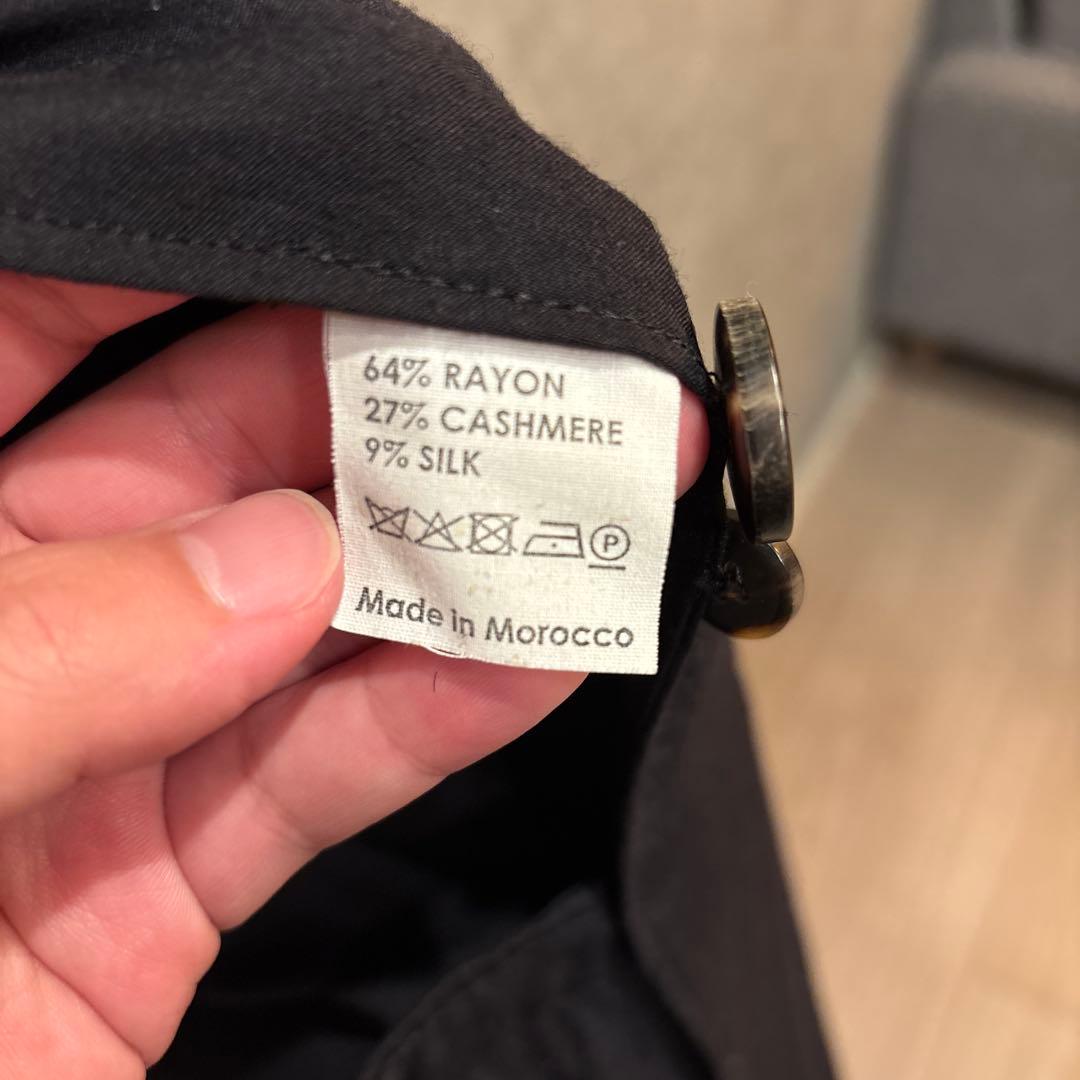 64% RAYON
27% CASHMERE
9% SILK
P
Made in Morocco